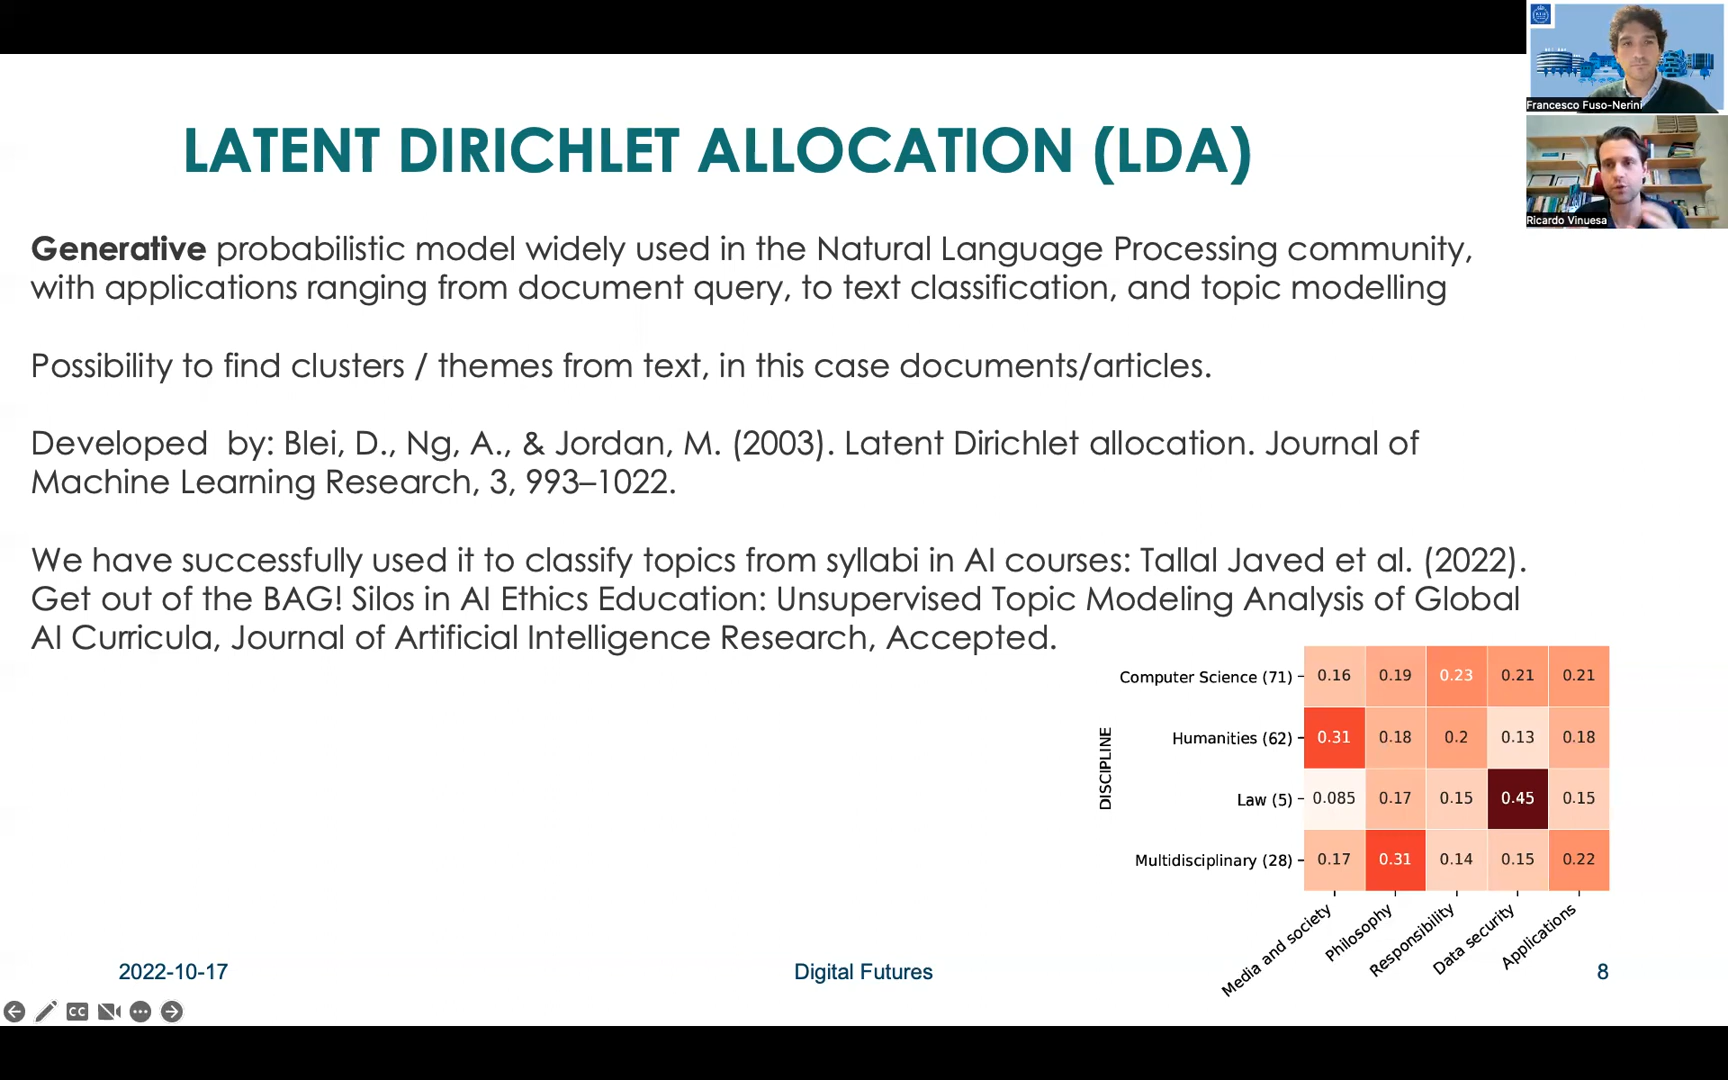 Francesco Fuso-Nerini
Ricardo Vinuesa
LATENT DIRICHLET ALLOCATION (LDA)
Generative probabilistic model widely used in the Natural Language Processing community,
with applications ranging from document query, to text classification, and topic modelling
Possibility to find clusters / themes from text, in this case documents/articles.
Developed  by: Blei, D., Ng, A., & Jordan, M. (2003). Latent Dirichlet allocation. Journal of
Machine Learning Research, 3, 993–1022.
We have successfully used it to classify topics from syllabi in AI courses: Tallal Javed et al. (2022).
Get out of the BAG! Silos in AI Ethics Education: Unsupervised Topic Modeling Analysis of Global
AI Curricula, Journal of Artificial Intelligence Research, Accepted.
DISCIPLINE
Computer Science (71) 0.16 0.19 0.23 0.21 0.21
Humanities (62) 0.31 0.18 0.2 0.13 0.18
Law (5) 0.085 0.17 0.15 0.45 0.15
Multidisciplinary (28) 0.17 0.31 0.14 0.15 0.22
Media and society Philosophy Responsibility Data security Applications
2022-10-17 Digital Futures 8
CC